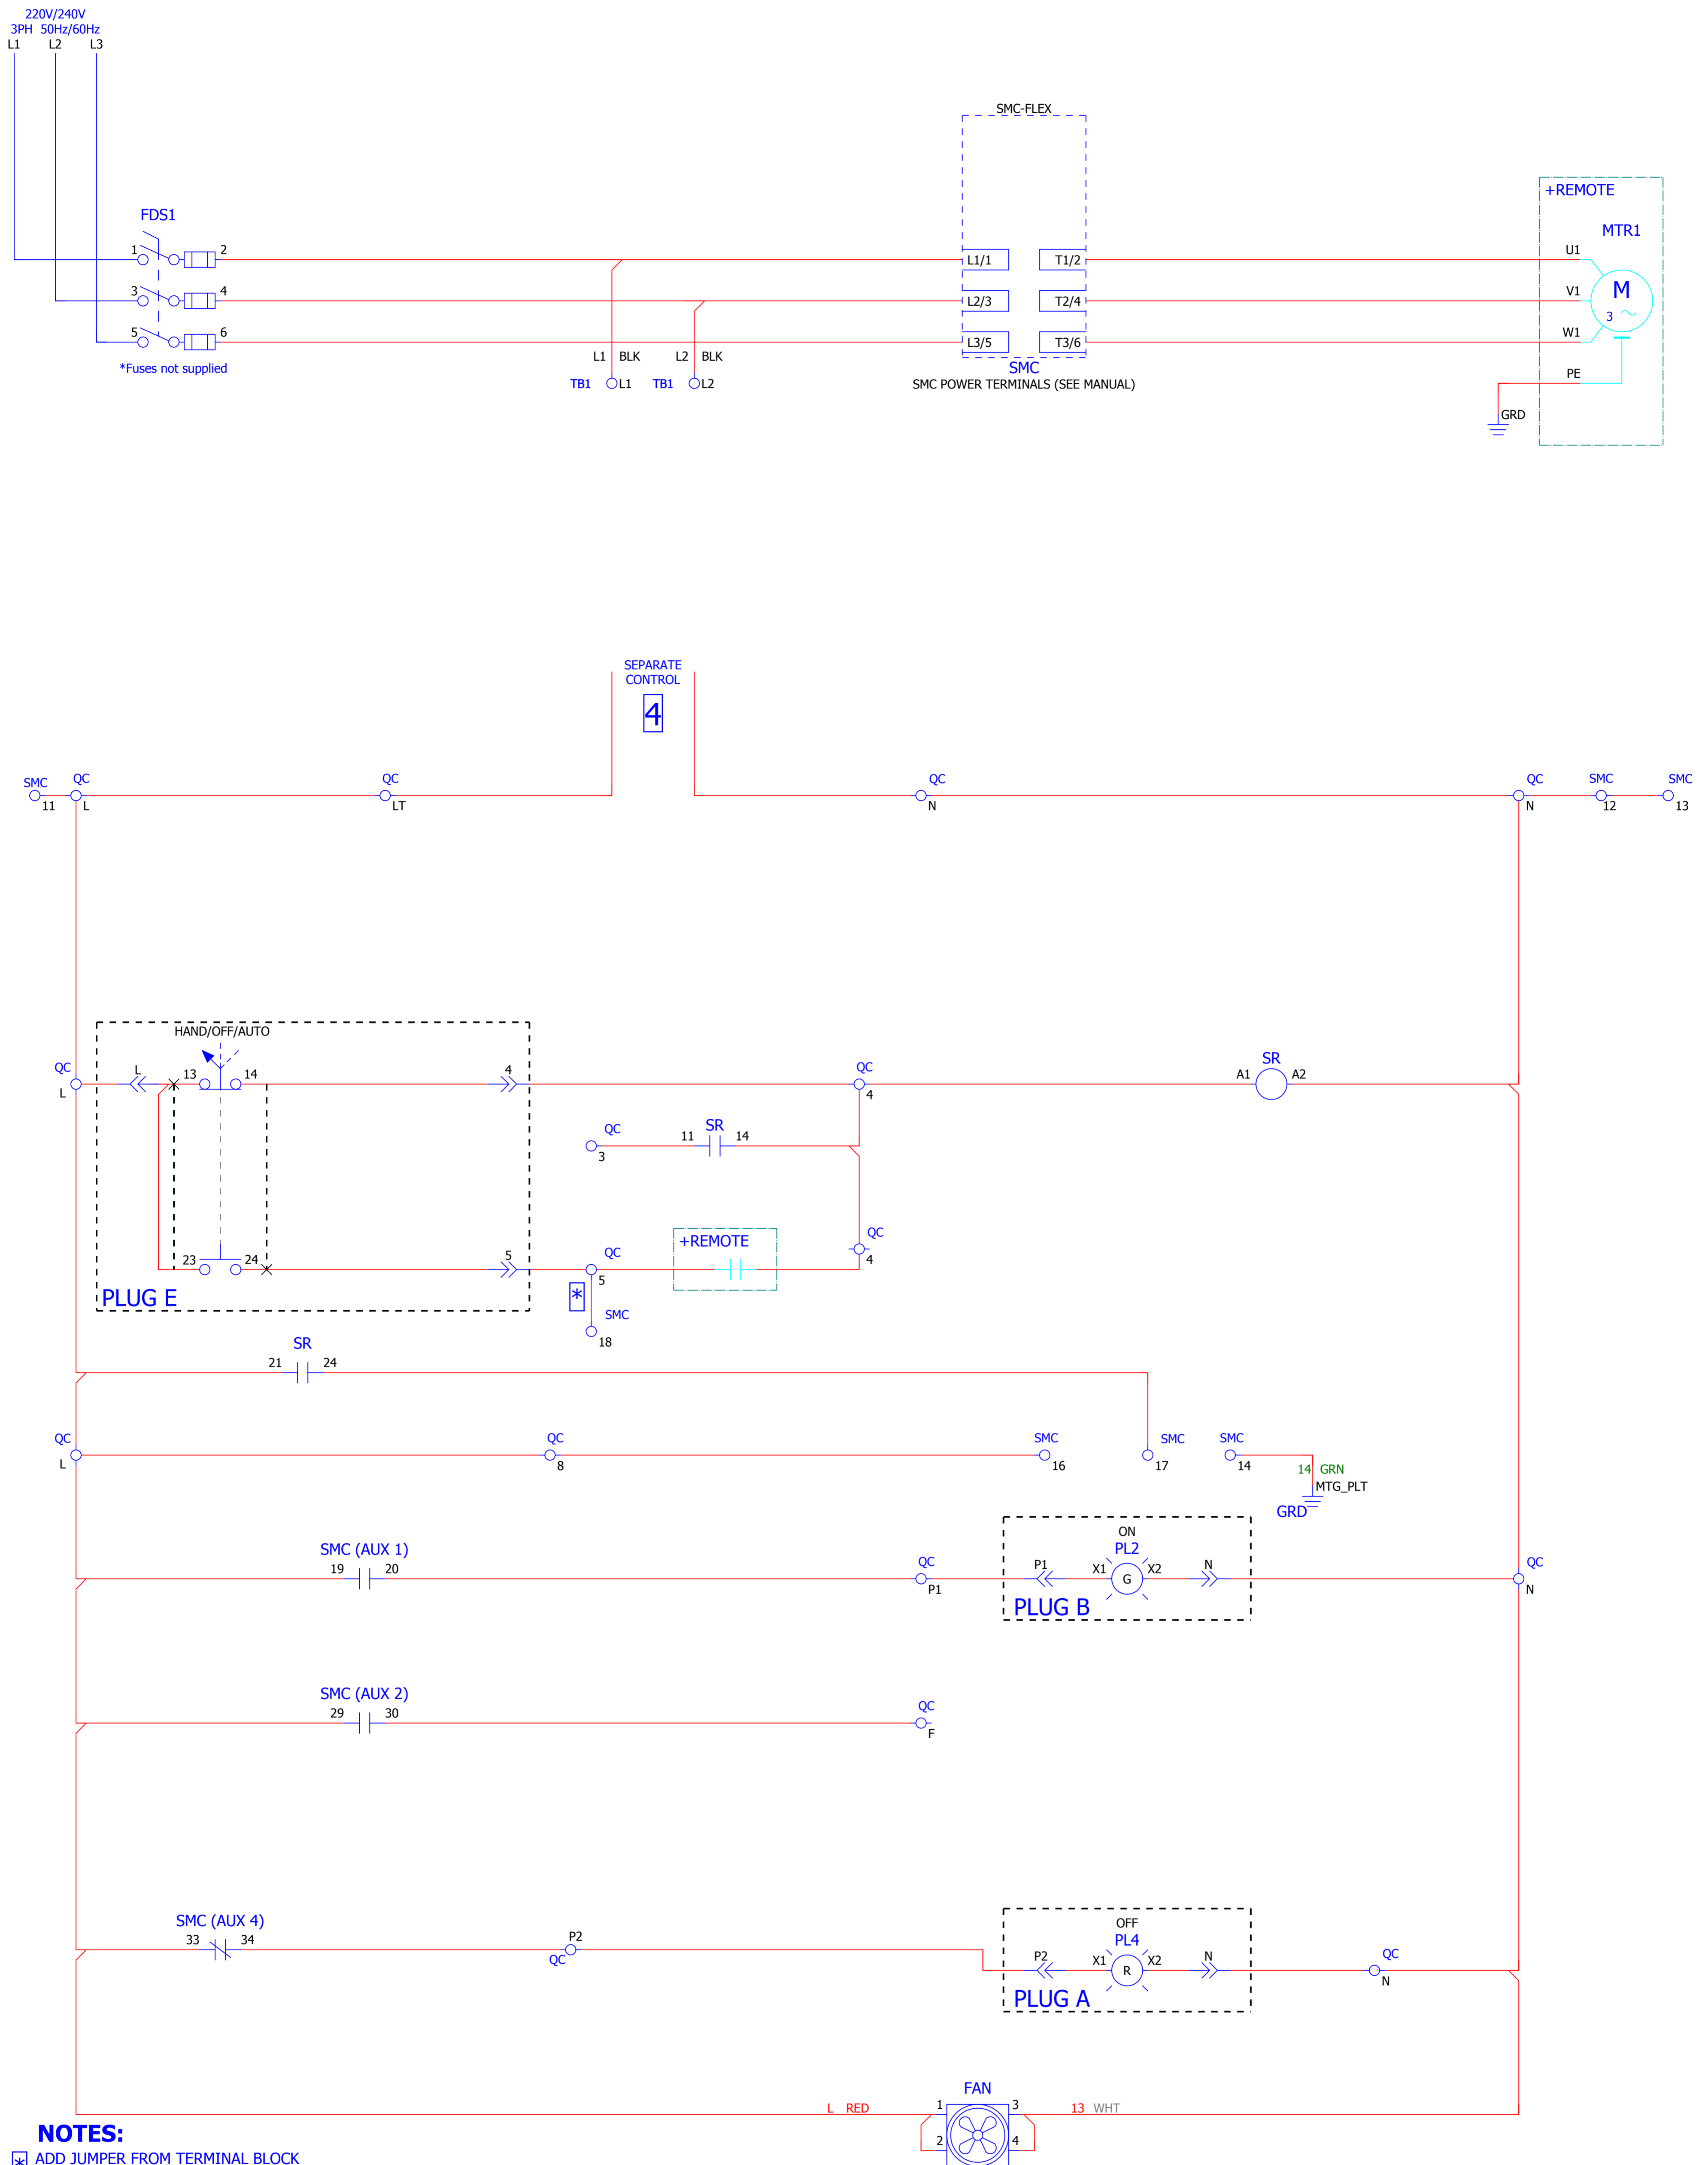 220V/240V
3PH 50Hz/60Hz
L1 L2 L3
SMC-FLEX
+REMOTE
FDS1
MTR1
1 2 L1/1 T1/2 U1
3 4 L2/3 T2/4 V1 M
3
5 6 L3/5 T3/6 W1
*Fuses not supplied
L1 BLK L2 BLK
SMC
PE
TB1 L1 TB1 L2
SMC POWER TERMINALS (SEE MANUAL)
GRD
SEPARATE
CONTROL
4
SMC QC QC QC QC SMC SMC
11 L LT N N 12 13
HAND/OFF/AUTO
QC L 13 14 4 QC SR
L 4 A1 A2
QC 11 SR 14
3
+REMOTE QC
4
23 24 5 QC
5
PLUG E
*
SMC
18
SR
21 24
QC QC SMC SMC SMC
L 8 16 17 14
14 GRN
MTG_PLT
GRD
ON
SMC (AUX 1) PL2
19 20 QC P1 X1 G X2 N QC
P1 N
PLUG B
SMC (AUX 2)
29 30 QC
F
SMC (AUX 4) OFF
33 34 P2 PL4
QC P2 X1 R X2 N QC
N
PLUG A
FAN
L RED 1 3 13 WHT
2 4
NOTES:
* ADD JUMPER FROM TERMINAL BLOCK